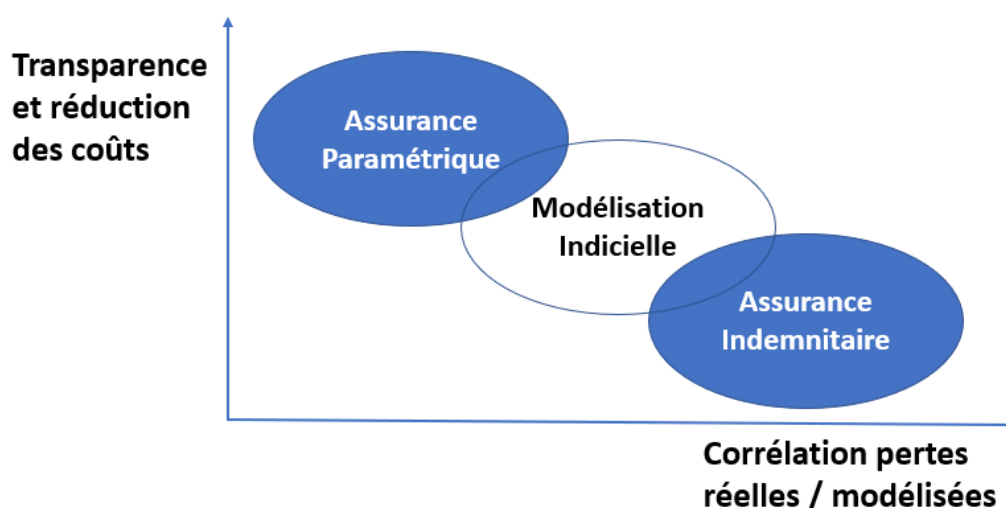 Transparence
et réduction
des coûts
Assurance
Paramétrique
Modélisation
Indicielle
Assurance
Indemnitaire
Corrélation pertes
réelles / modélisées